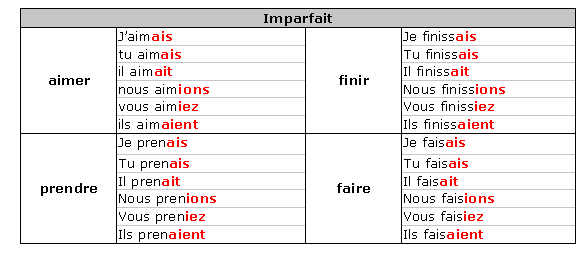 Imparfait
aimer
J'aimais
tu aimais
il aimait
nous aimions
vous aimiez
ils aimaient
finir
Je finissais
Tu finissais
Il finissait
Nous finissions
Vous finissiez
Ils finissaient
prendre
Je prenais
Tu prenais
Il prenait
Nous prenions
Vous preniez
Ils prenaient
faire
Je faisais
Tu faisais
Il faisait
Nous faisions
Vous faisiez
Ils faisaient